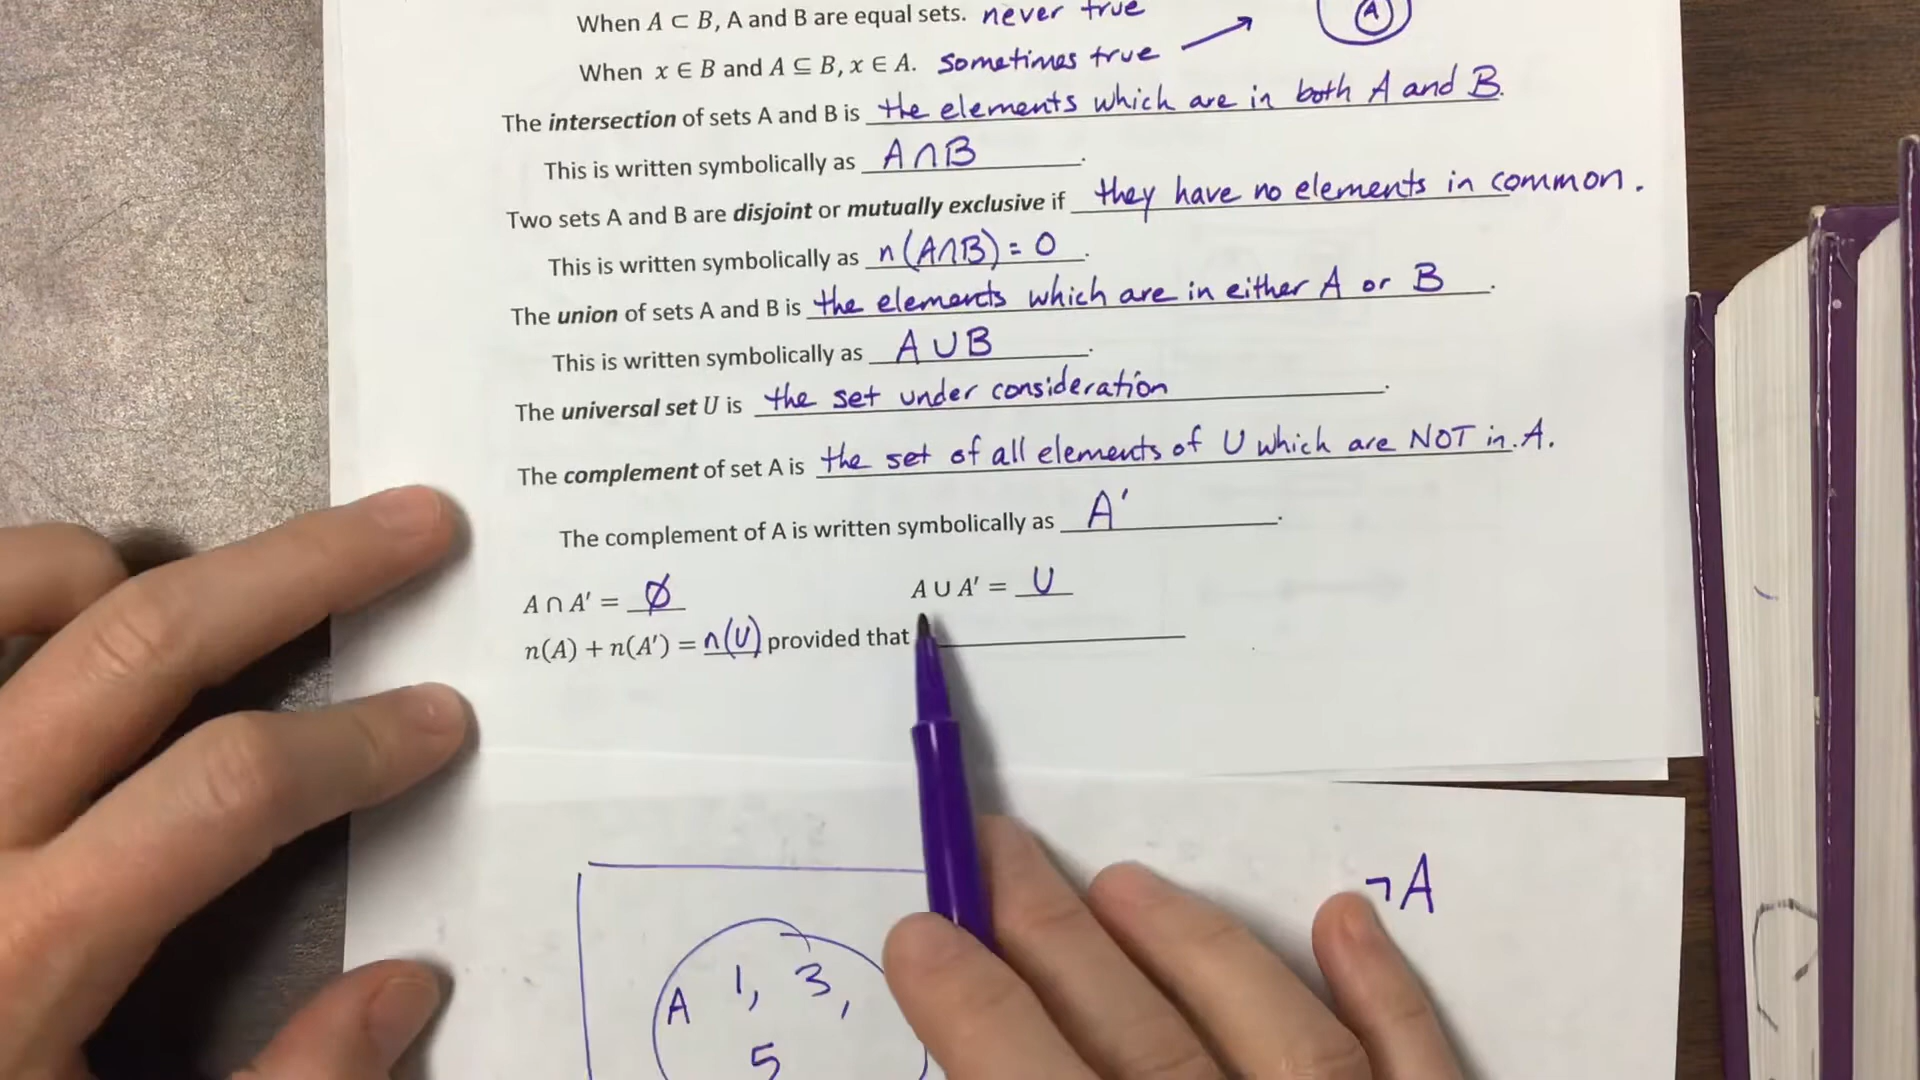 When A ⊂ B, A and B are equal sets. never true
A
When x ∈ B and A ⊆ B, x ∈ A. Sometimes true
The intersection of sets A and B is the elements which are in both A and B.
This is written symbolically as A∩B.
Two sets A and B are disjoint or mutually exclusive if they have no elements in common.
This is written symbolically as n(A∩B) = 0.
The union of sets A and B is the elements which are in either A or B.
This is written symbolically as A ∪ B.
The universal set U is the set under consideration.
The complement of set A is the set of all elements of U which are NOT in A.
The complement of A is written symbolically as A'.
A ∩ A′ = ∅ A ∪ A′ = U
n(A) + n(A′) = n(U) provided that
¬A
A 1, 3,
5